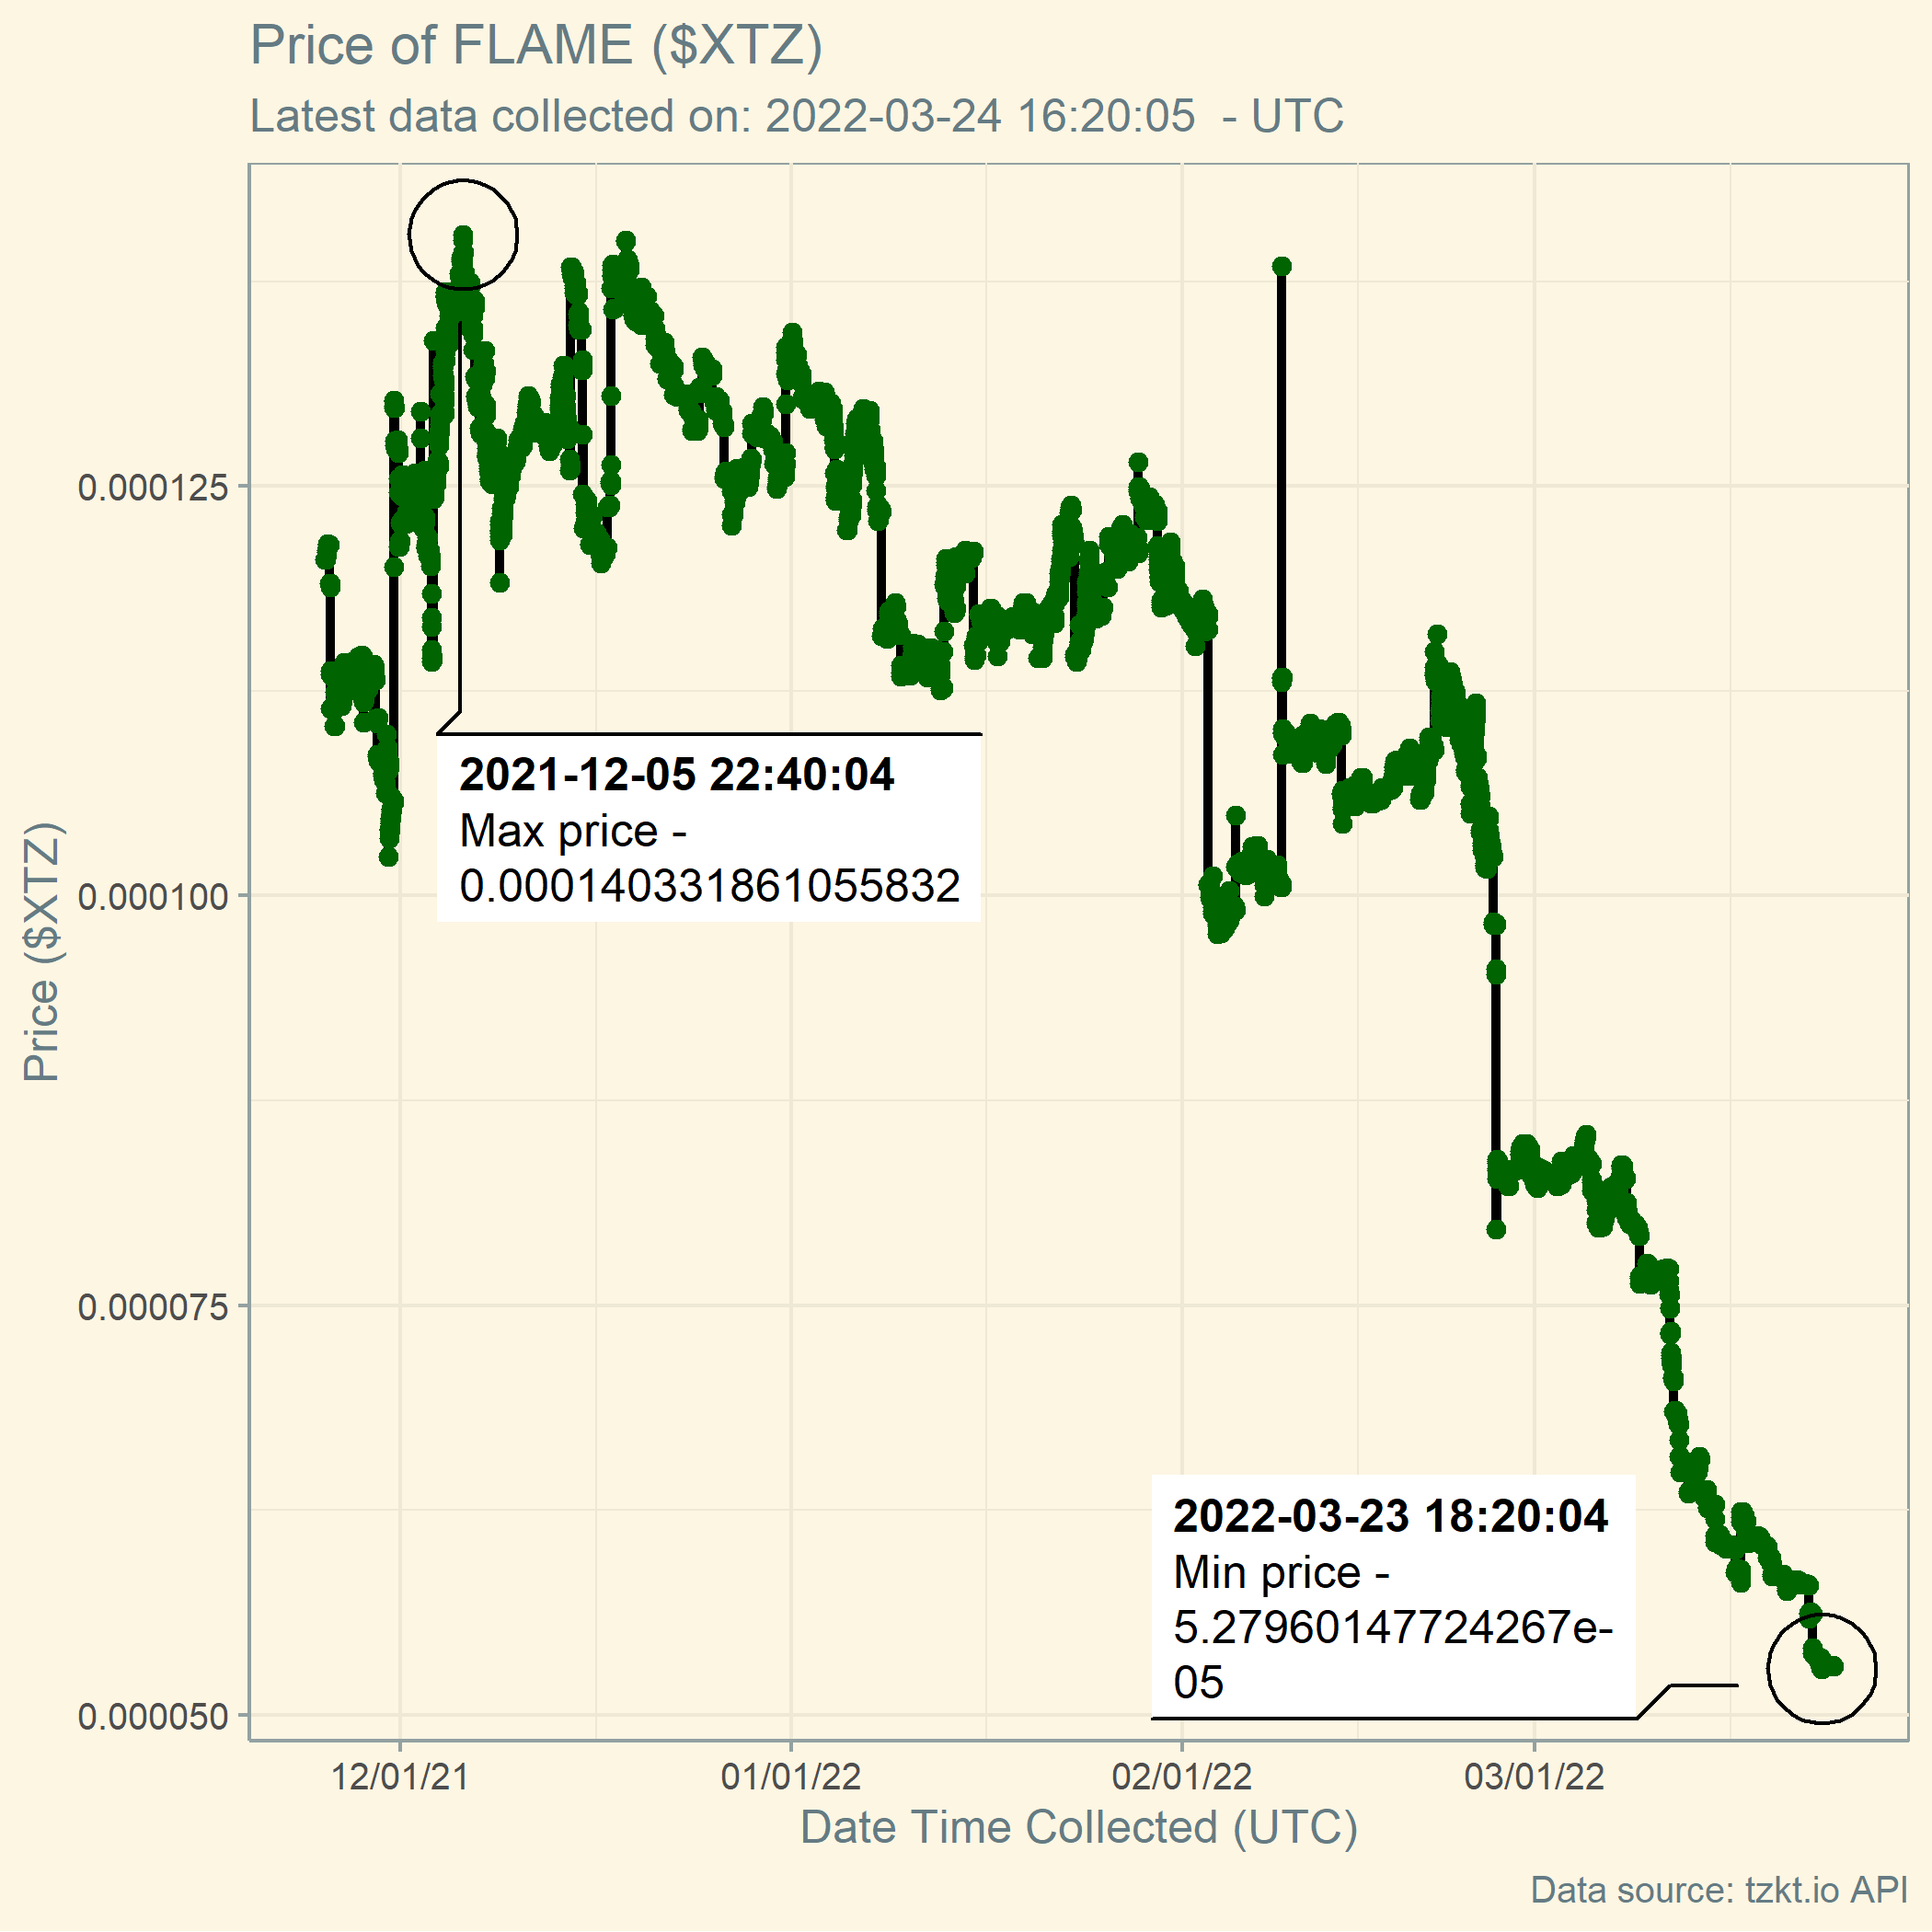 Price of FLAME ($XTZ)
Latest data collected on: 2022-03-24 16:20:05  - UTC
Price ($XTZ)
0.000125
0.000100
0.000075
0.000050
2021-12-05 22:40:04
Max price -
0.000140331861055832
2022-03-23 18:20:04
Min price -
5.27960147724267e-
05
12/01/21
01/01/22
02/01/22
03/01/22
Date Time Collected (UTC)
Data source: tzkt.io API